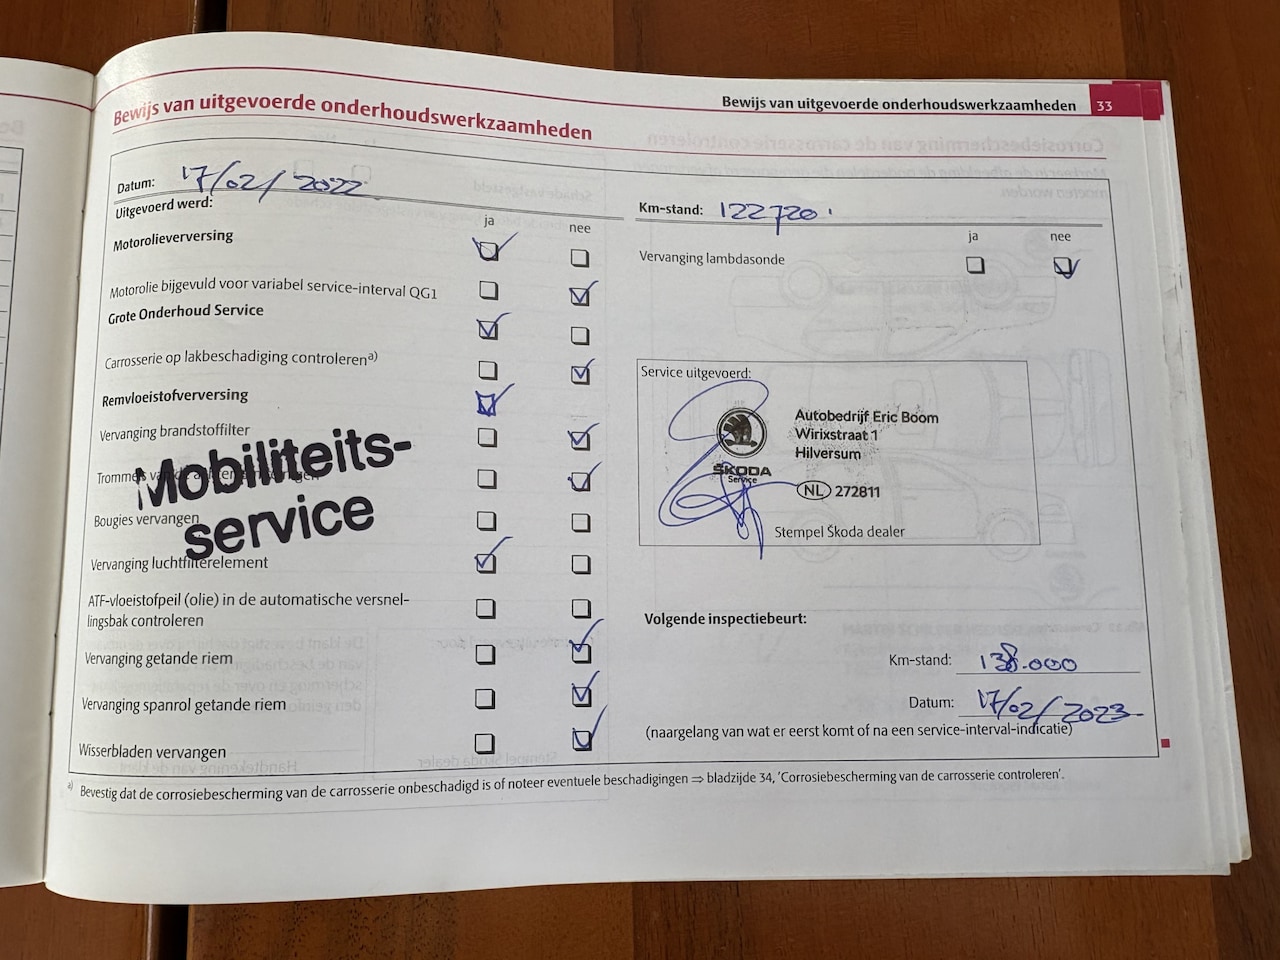 Bewijs van uitgevoerde onderhoudswerkzaamheden 33
Bewijs van uitgevoerde onderhoudswerkzaamheden
Datum: 17/02/2022
Uitgevoerd werd:
ja nee
Motorolieverversing
Motorolie bijgevuld voor variabel service-interval QG1
Grote Onderhoud Service
Carrosserie op lakbeschadiging controleren a)
Remvloeistofverversing
Vervanging brandstoffilter
Trommels
Mobiliteits-
service
Bougies vervangen
Vervanging luchtfilterelement
ATF-vloeistofpeil (olie) in de automatische versnel-
lingsbak controleren
Vervanging getande riem
Vervanging spanrol getande riem
Wisserbladen vervangen
Km-stand: 122720
ja nee
Vervanging lambdasonde
Service uitgevoerd:
ŠKODA
Service
Autobedrijf Eric Boom
Wirixstraat 1
Hilversum
NL 272811
Stempel Škoda dealer
Volgende inspectiebeurt:
Km-stand: 138.000
Datum: 17/02/2023
(naargelang van wat er eerst komt of na een service-interval-indicatie)
a) Bevestig dat de corrosiebescherming van de carrosserie onbeschadigd is of noteer eventuele beschadigingen ⇒ bladzijde 34, 'Corrosiebescherming van de carrosserie controleren'.